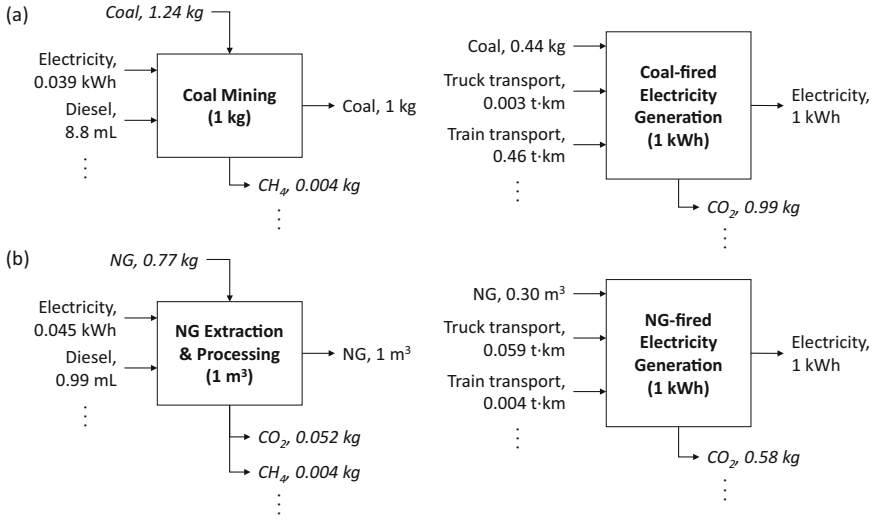 (a)
Coal, 1.24 kg
Electricity,
0.039 kWh
Diesel,
8.8 mL
Coal Mining
(1 kg)
Coal, 1 kg
CH4, 0.004 kg
Coal, 0.44 kg
Truck transport,
0.003 t·km
Train transport,
0.46 t·km
Coal-fired
Electricity
Generation
(1 kWh)
Electricity,
1 kWh
CO2, 0.99 kg
(b)
NG, 0.77 kg
Electricity,
0.045 kWh
Diesel,
0.99 mL
NG Extraction
& Processing
(1 m³)
NG, 1 m³
CO2, 0.052 kg
CH4, 0.004 kg
NG, 0.30 m³
Truck transport,
0.059 t·km
Train transport,
0.004 t·km
NG-fired
Electricity
Generation
(1 kWh)
Electricity,
1 kWh
CO2, 0.58 kg